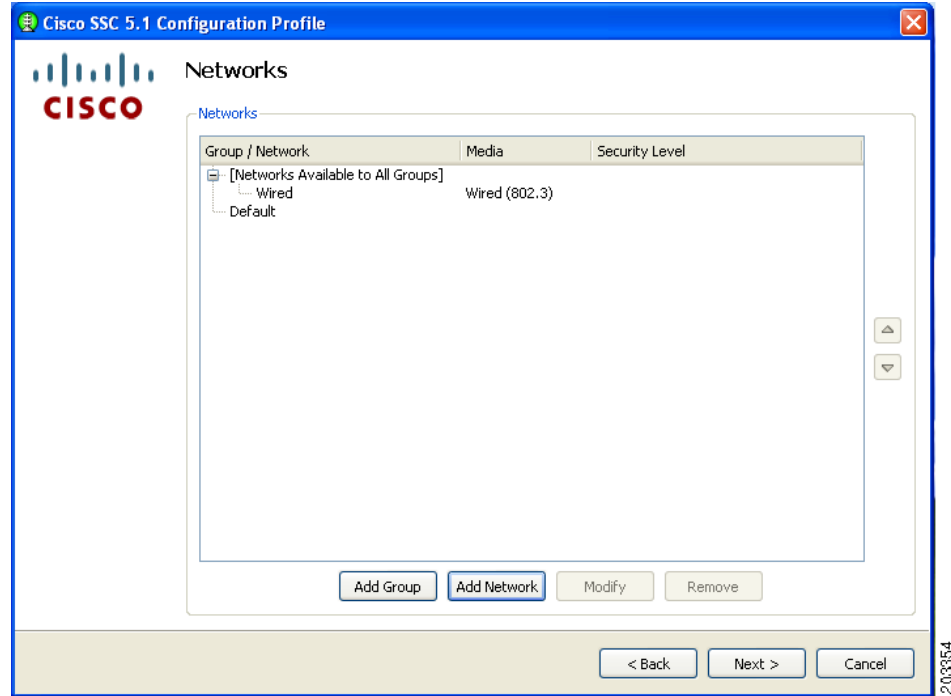 Cisco SSC 5.1 Configuration Profile
CISCO
Networks
Networks
Group / Network Media Security Level
[Networks Available to All Groups]
Wired Wired (802.3)
Default
Add Group Add Network Modify Remove
< Back Next > Cancel
203354